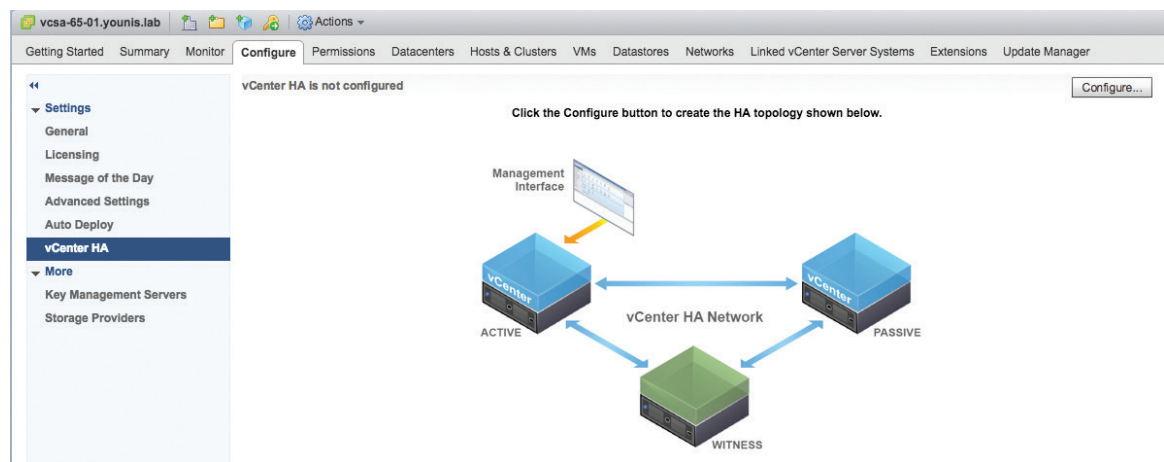 vcsa-65-01.younis.lab Actions
Getting Started Summary Monitor Configure Permissions Datacenters Hosts & Clusters VMs Datastores Networks Linked vCenter Server Systems Extensions Update Manager
vCenter HA is not configured Configure...
Settings
General
Licensing
Message of the Day
Advanced Settings
Auto Deploy
vCenter HA
More
Key Management Servers
Storage Providers
Click the Configure button to create the HA topology shown below.
Management
Interface
vCenter
ACTIVE
vCenter HA Network
vCenter
PASSIVE
WITNESS